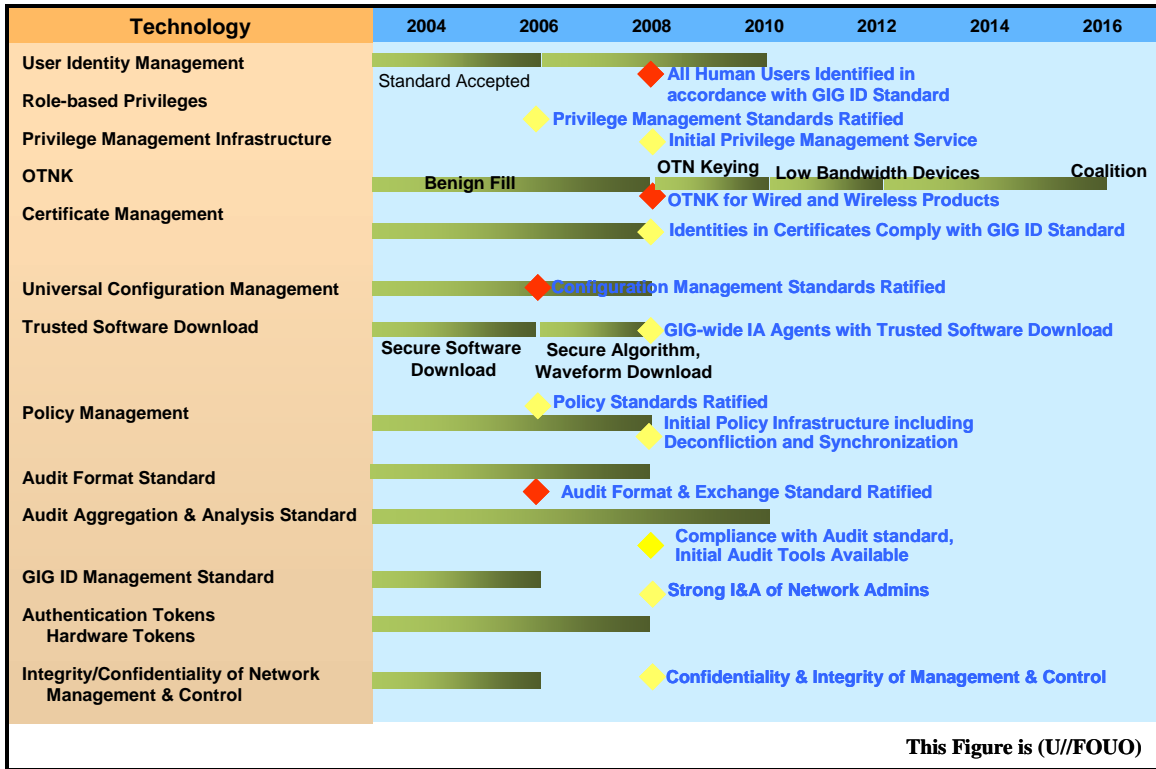 Technology 2004 2006 2008 2010 2012 2014 2016
User Identity Management
Standard Accepted
All Human Users Identified in
accordance with GIG ID Standard
Role-based Privileges
Privilege Management Standards Ratified
Privilege Management Infrastructure
Initial Privilege Management Service
OTNK
Benign Fill
OTN Keying
Low Bandwidth Devices
Coalition
OTNK for Wired and Wireless Products
Certificate Management
Identities in Certificates Comply with GIG ID Standard
Universal Configuration Management
Configuration Management Standards Ratified
Trusted Software Download
GIG-wide IA Agents with Trusted Software Download
Secure Software
Download
Secure Algorithm,
Waveform Download
Policy Management
Policy Standards Ratified
Initial Policy Infrastructure including
Deconfliction and Synchronization
Audit Format Standard
Audit Format & Exchange Standard Ratified
Audit Aggregation & Analysis Standard
Compliance with Audit standard,
Initial Audit Tools Available
GIG ID Management Standard
Strong I&A of Network Admins
Authentication Tokens
Hardware Tokens
Integrity/Confidentiality of Network
Management & Control
Confidentiality & Integrity of Management & Control
This Figure is (U//FOUO)